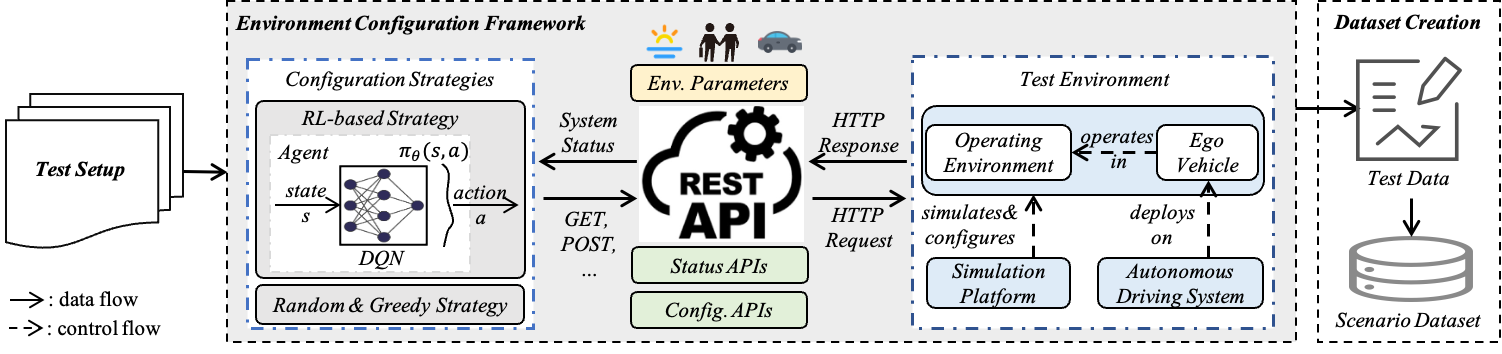 Environment Configuration Framework
Dataset Creation
Test Setup
Configuration Strategies
RL-based Strategy
Agent
π_θ(s,a)
state
s
action
a
DQN
Random & Greedy Strategy
System
Status
GET,
POST,
...
Env. Parameters
REST
API
Status APIs
Config. APIs
HTTP
Response
HTTP
Request
Test Environment
Operating
Environment
operates
in
Ego
Vehicle
simulates&
configures
deploys
on
Simulation
Platform
Autonomous
Driving System
Test Data
Scenario Dataset
: data flow
: control flow